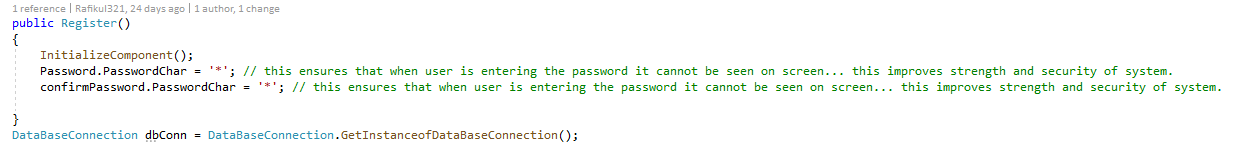 1 reference | Rafikul321, 24 days ago | 1 author, 1 change
public Register()
{
InitializeComponent();
Password.PasswordChar = '*'; // this ensures that when user is entering the password it cannot be seen on screen... this improves strength and security of system.
confirmPassword.PasswordChar = '*'; // this ensures that when user is entering the password it cannot be seen on screen... this improves strength and security of system.
}
DataBaseConnection dbConn = DataBaseConnection.GetInstanceofDataBaseConnection();